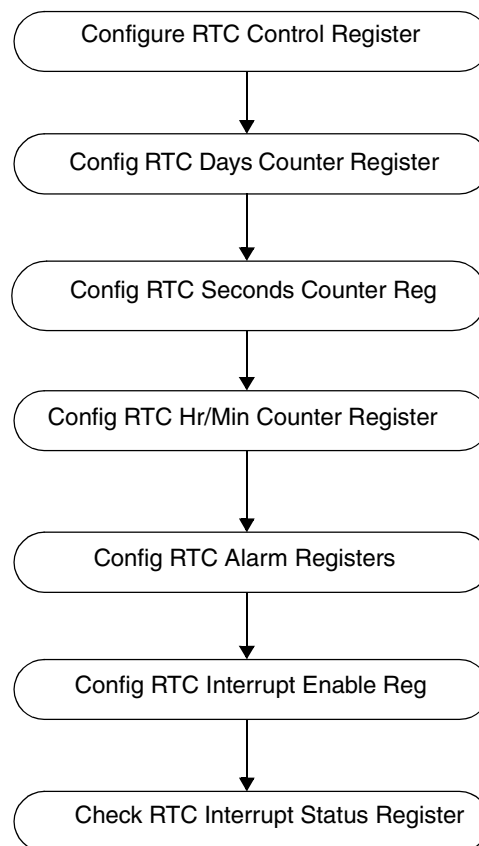 Configure RTC Control Register
Config RTC Days Counter Register
Config RTC Seconds Counter Reg
Config RTC Hr/Min Counter Register
Config RTC Alarm Registers
Config RTC Interrupt Enable Reg
Check RTC Interrupt Status Register